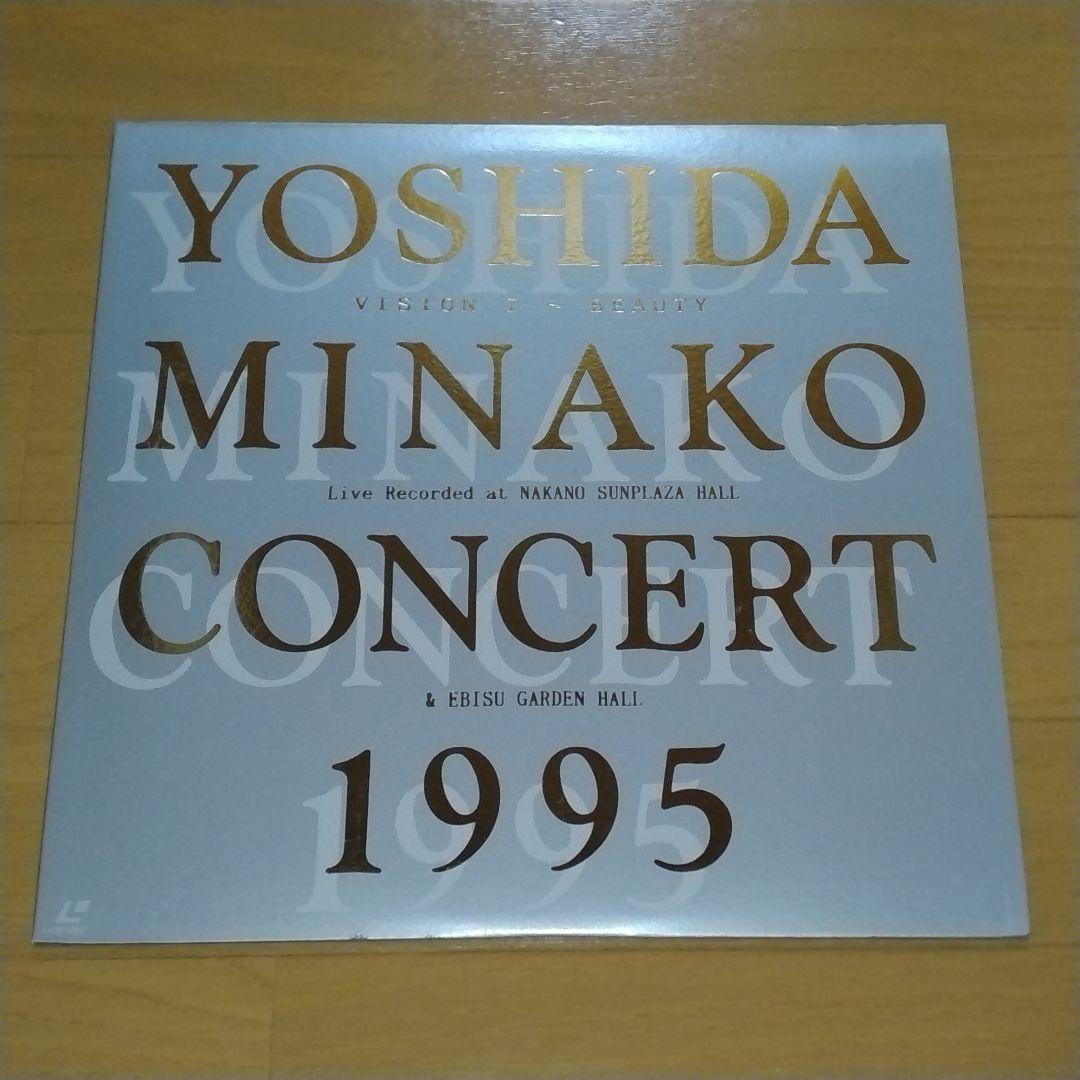 YOSHIDA
VISION I ~ BEAUTY
MINAKO
Live Recorded at NAKANO SUNPLAZA HALL
CONCERT
& EBISU GARDEN HALL
1995